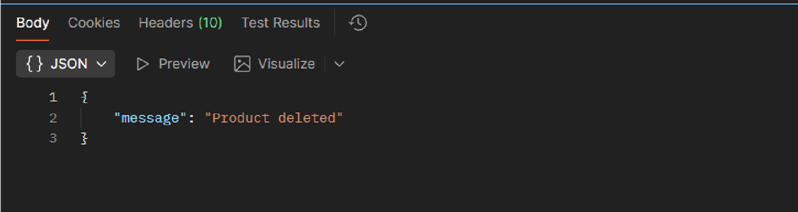 Body Cookies Headers (10) Test Results
{} JSON Preview Visualize
1 {
2 "message": "Product deleted"
3 }